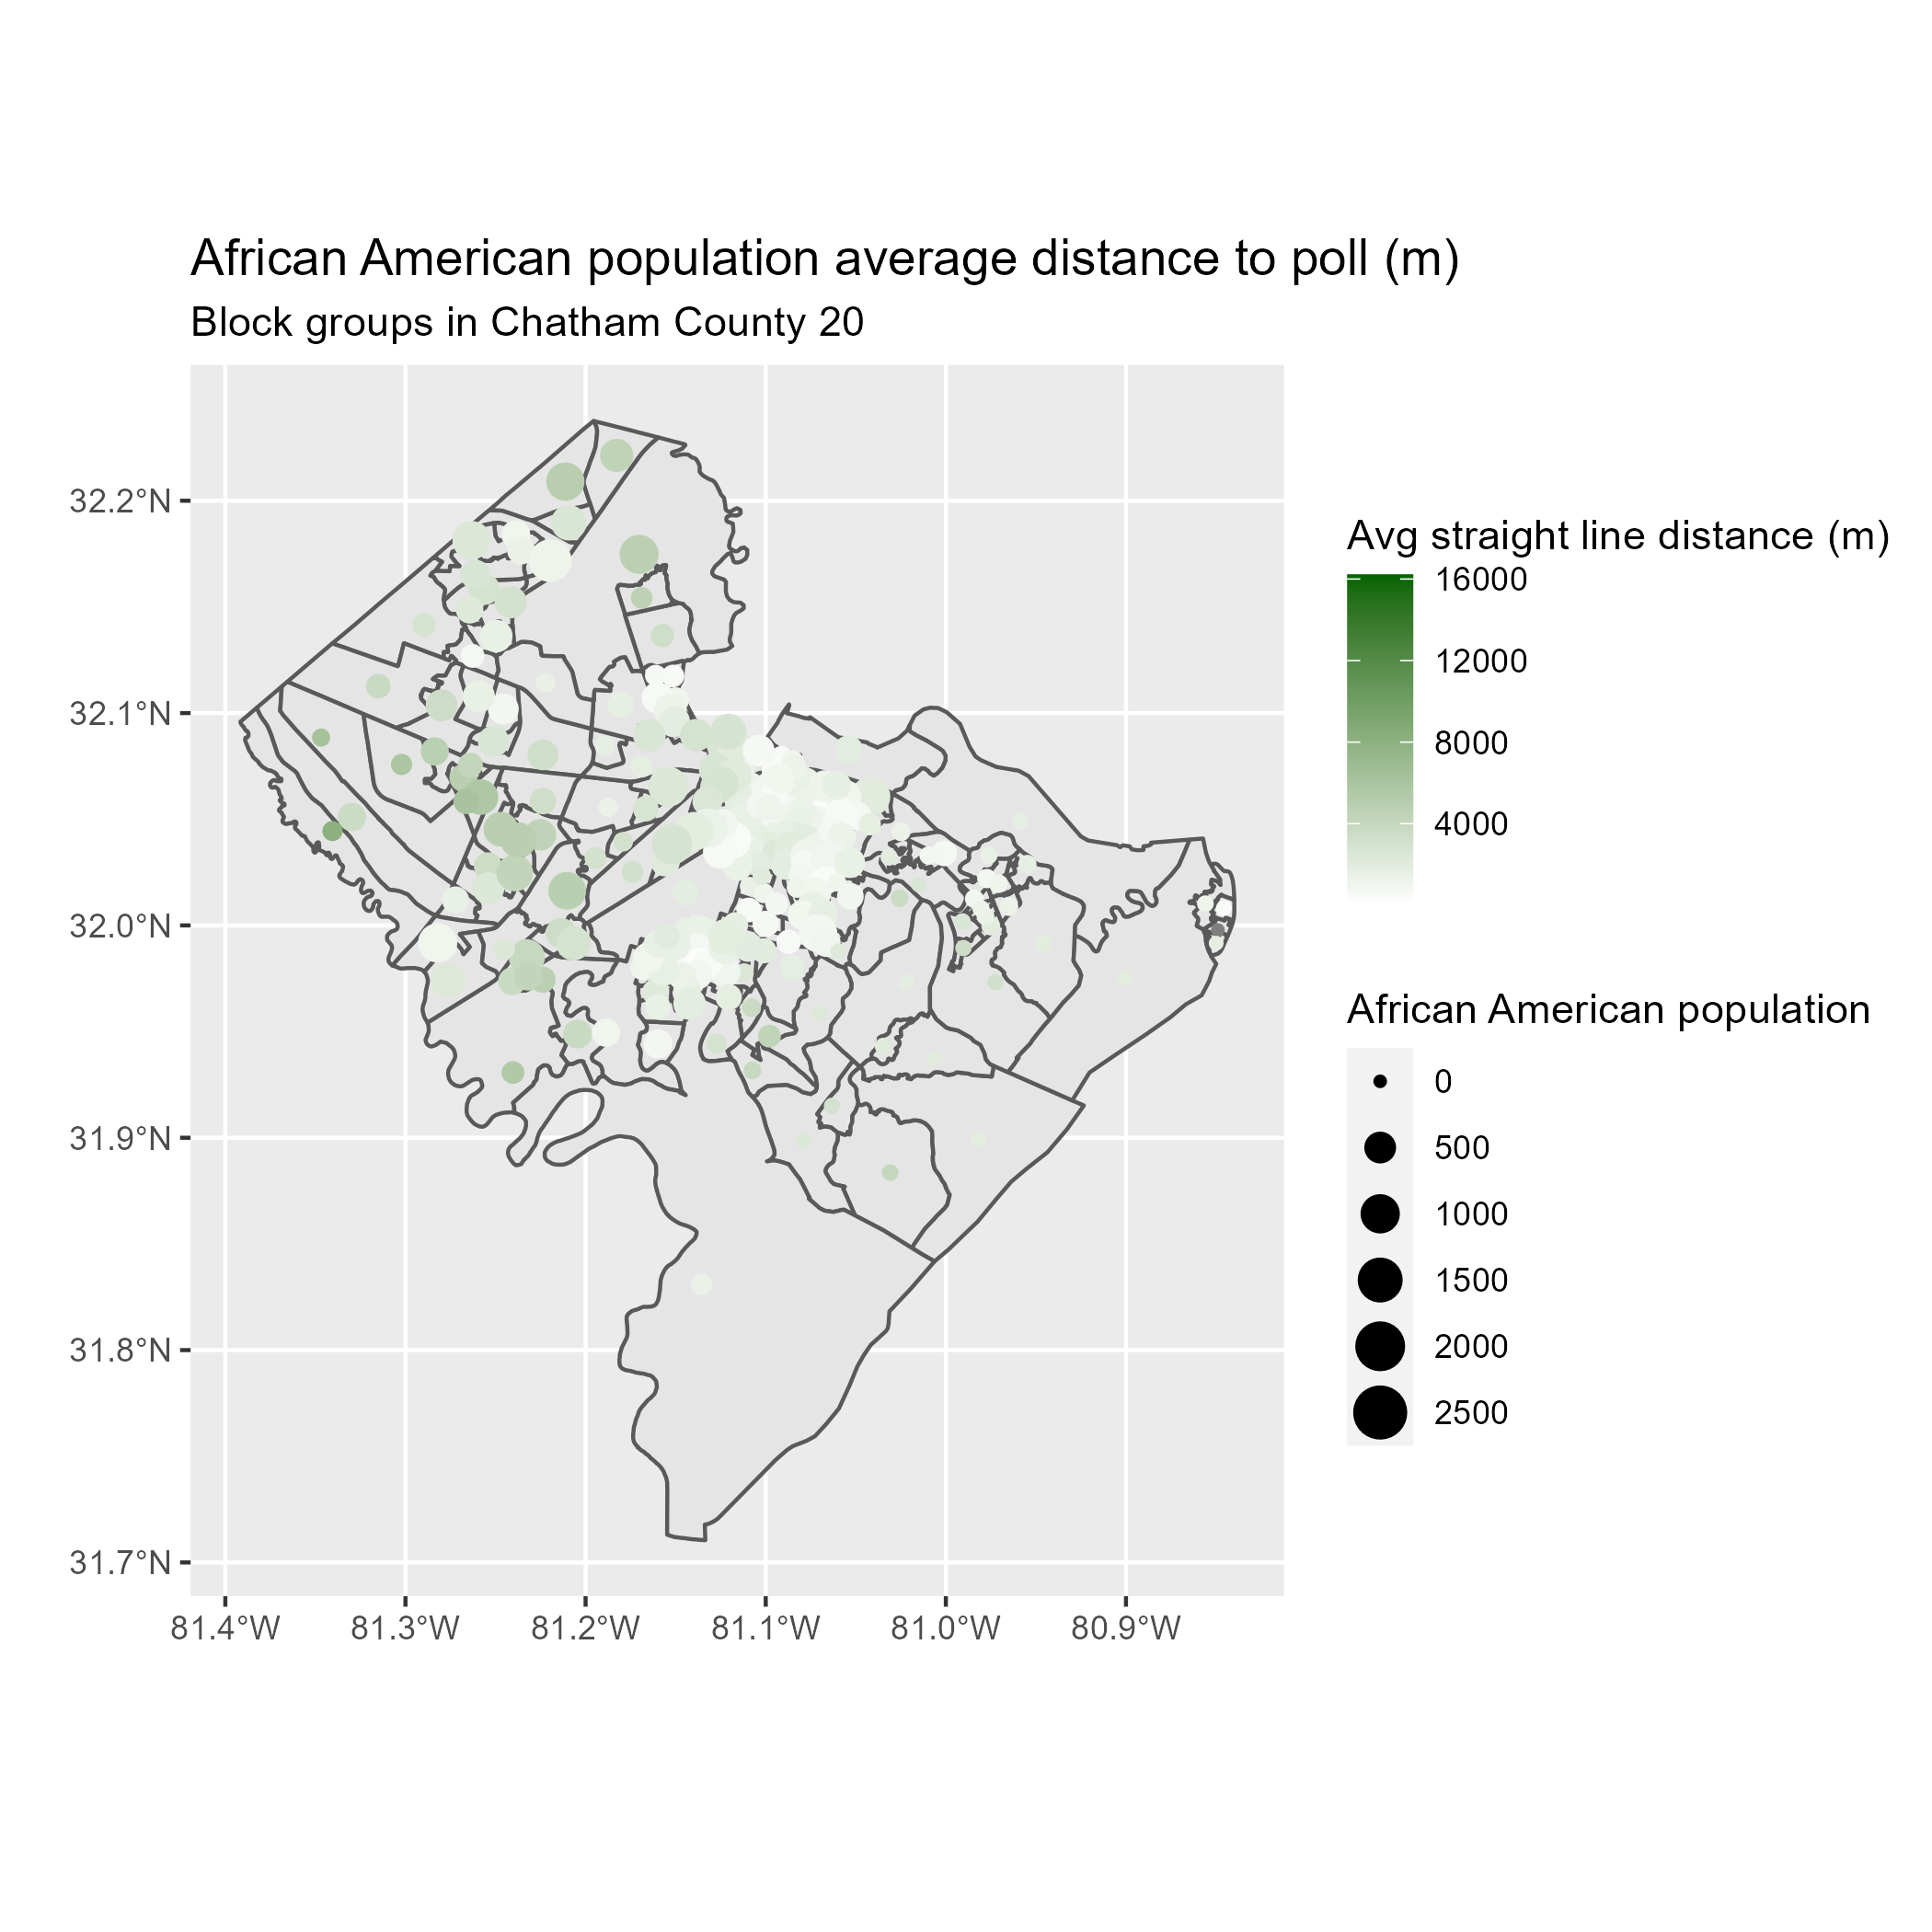 African American population average distance to poll (m)
Block groups in Chatham County 20
32.2°N
32.1°N
32.0°N
31.9°N
31.8°N
31.7°N
81.4°W
81.3°W
81.2°W
81.1°W
81.0°W
80.9°W
Avg straight line distance (m)
16000
12000
8000
4000
African American population
0
500
1000
1500
2000
2500